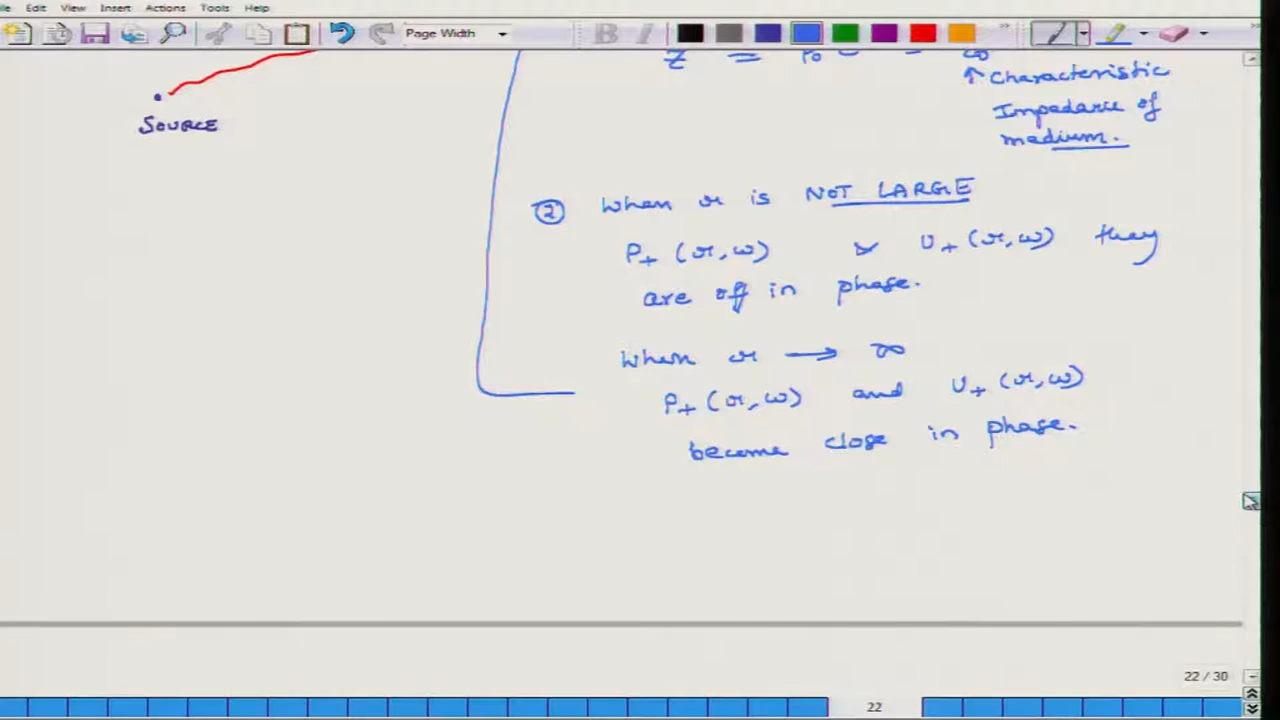 Edit View Insert Actions Tools Help
Page Width
B I
SOURCE
Characteristic
Impedance of
medium.
② When r is NOT LARGE
P+ (r, ω) & U+ (r, ω) they
are off in phase.
When r → ∞
P+ (r, ω) and U+ (r, ω)
become close in phase.
22 / 30
22